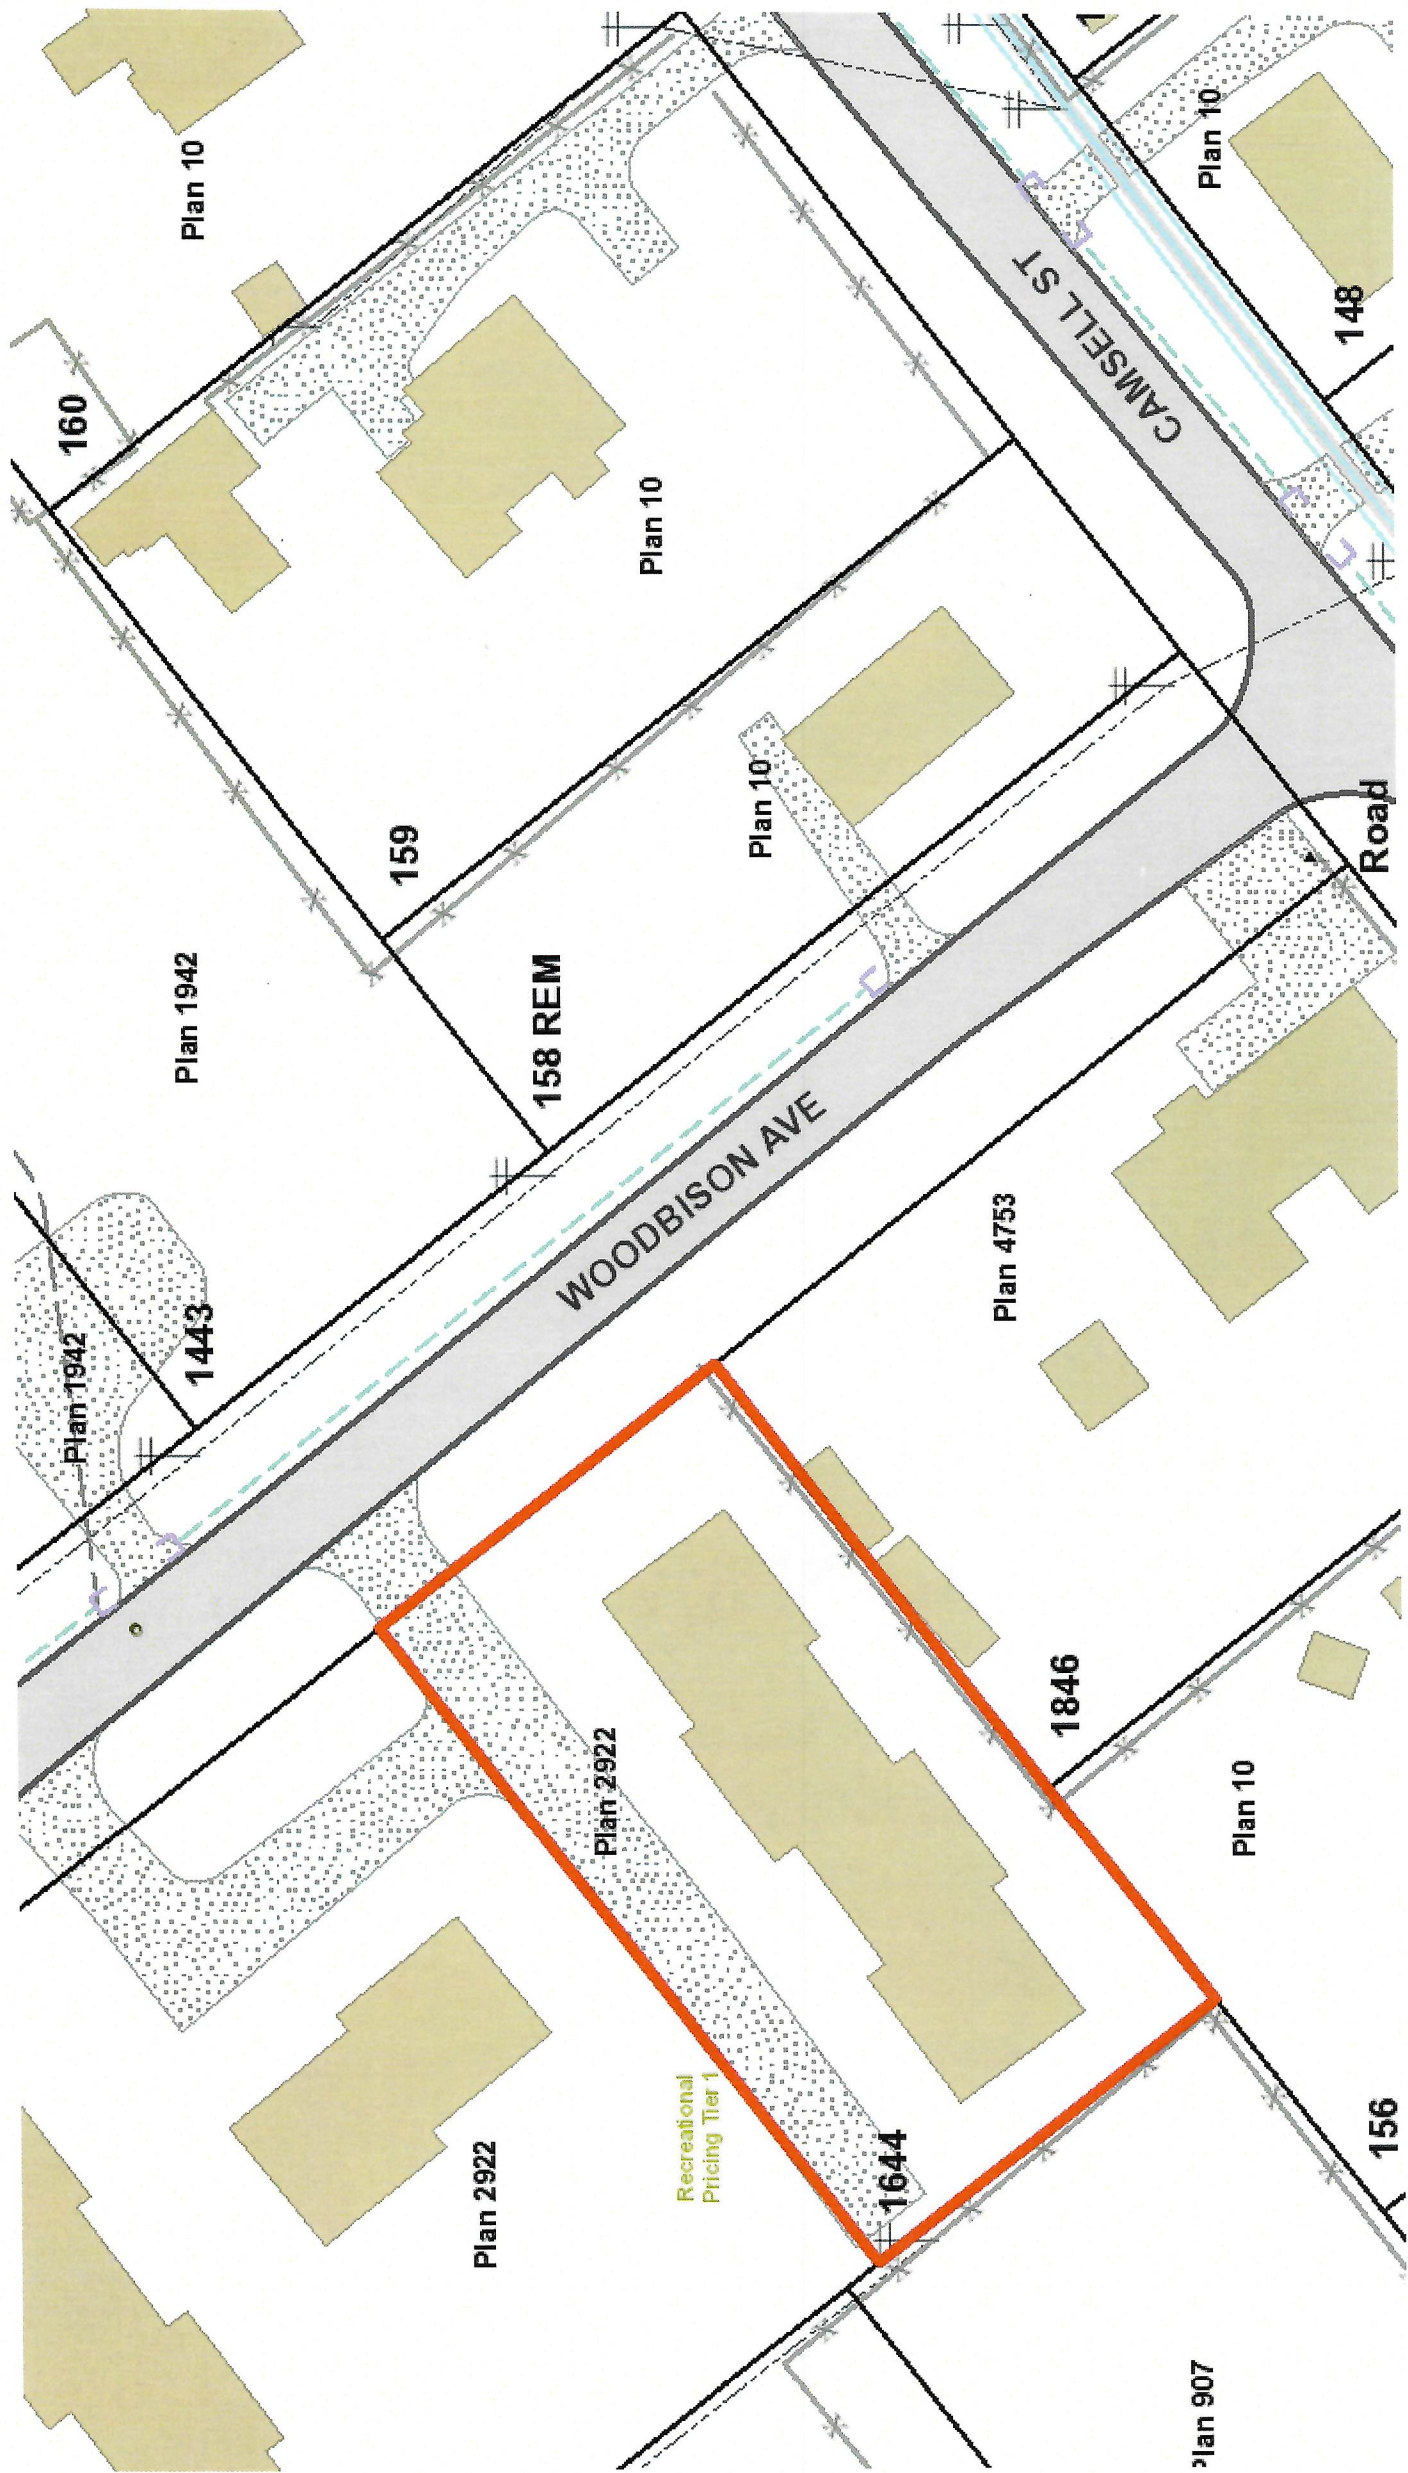 Plan 10
160
Plan 10
148
CAMSELL ST
Plan 10
159
Plan 10
Road
Plan 1942
158 REM
Plan 1942
1443
WOODBISON AVE
Plan 4753
Plan 2922
1846
Plan 10
Recreational
Pricing Tier 1
Plan 2922
1644
156
Plan 907